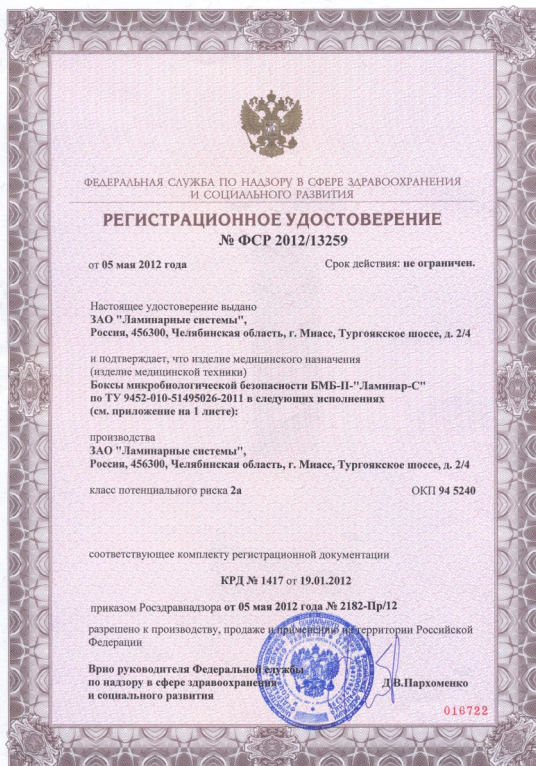 ФЕДЕРАЛЬНАЯ СЛУЖБА ПО НАДЗОРУ В СФЕРЕ ЗДРАВООХРАНЕНИЯ
И СОЦИАЛЬНОГО РАЗВИТИЯ
РЕГИСТРАЦИОННОЕ УДОСТОВЕРЕНИЕ
№ ФСР 2012/13259
от 05 мая 2012 года Срок действия: не ограничен.
Настоящее удостоверение выдано
ЗАО "Ламинарные системы",
Россия, 456300, Челябинская область, г. Миасс, Тургоякское шоссе, д. 2/4
и подтверждает, что изделие медицинского назначения
(изделие медицинской техники)
Боксы микробиологической безопасности БМБ-II-"Ламинар-С"
по ТУ 9452-010-51495026-2011 в следующих исполнениях
(см. приложение на 1 листе):
производства
ЗАО "Ламинарные системы",
Россия, 456300, Челябинская область, г. Миасс, Тургоякское шоссе, д. 2/4
класс потенциального риска 2а ОКП 94 5240
соответствующее комплекту регистрационной документации
КРД № 1417 от 19.01.2012
приказом Росздравнадзора от 05 мая 2012 года № 2182-Пр/12
разрешено к производству, продаже и применению на территории Российской
Федерации
Врио руководителя Федеральной службы
по надзору в сфере здравоохранения
и социального развития
Д.В.Пархоменко
016722